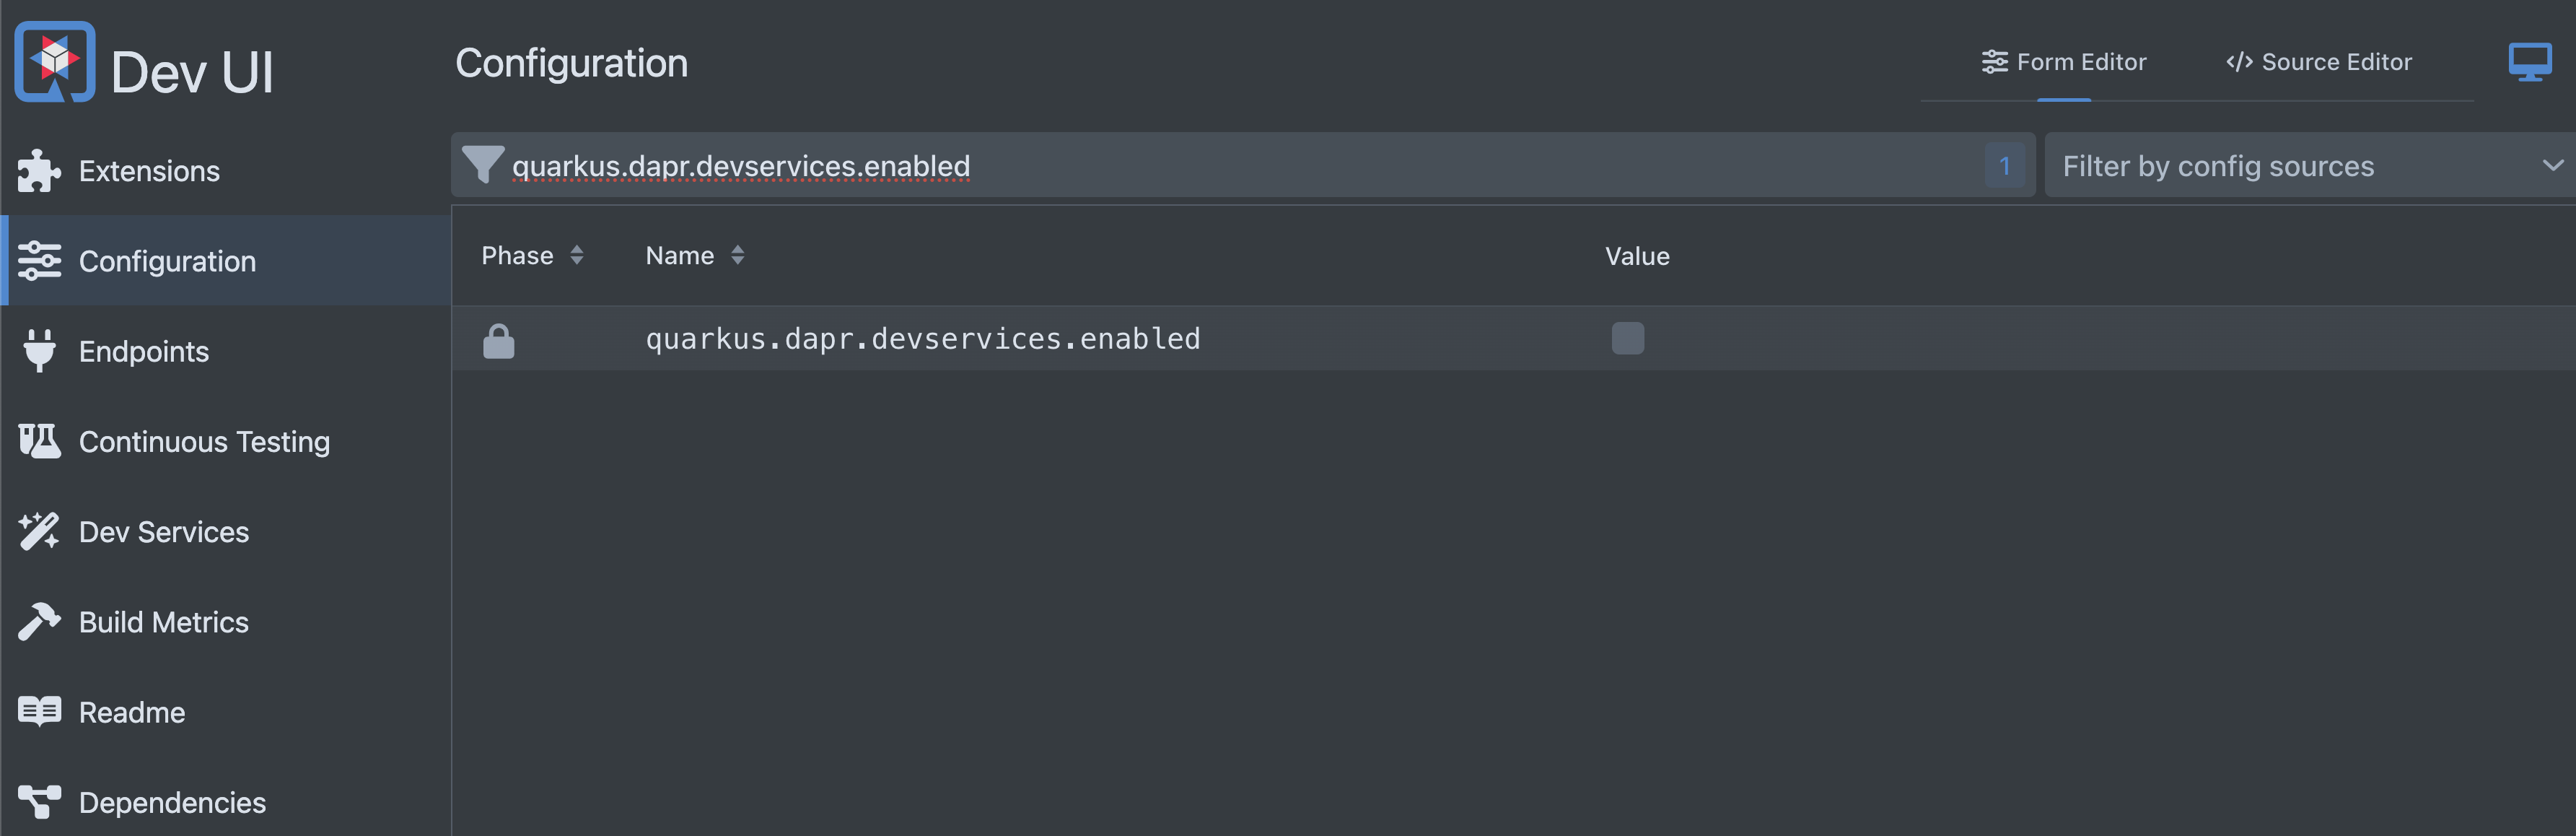 Dev UI
Configuration
Form Editor
Source Editor
Extensions
quarkus.dapr.devservices.enabled
1
Filter by config sources
Configuration
Phase
Name
Value
quarkus.dapr.devservices.enabled
Endpoints
Continuous Testing
Dev Services
Build Metrics
Readme
Dependencies